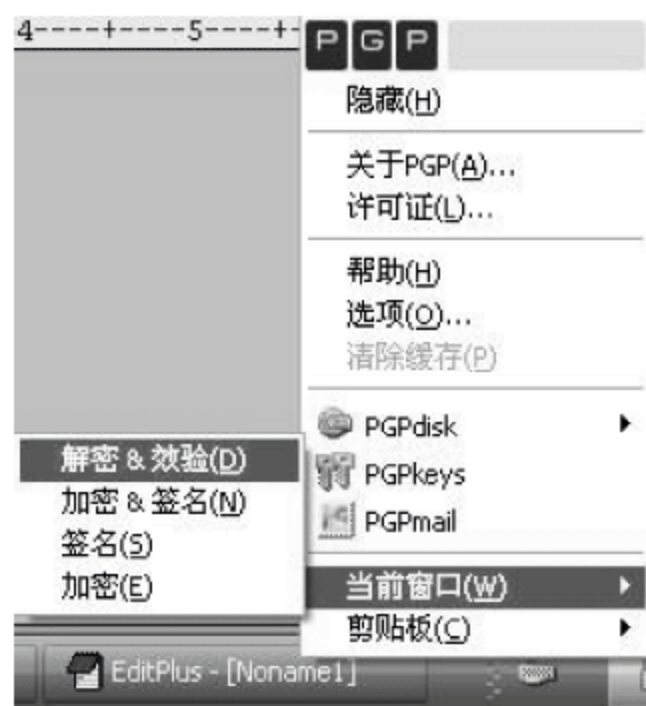 4----+----5----+-
PGP
隐藏(H)
关于PGP(A)...
许可证(L)...
帮助(H)
选项(O)...
清除缓存(P)
PGPdisk
PGPkeys
PGPmail
当前窗口(W)
剪贴板(C)
解密 & 效验(D)
加密 & 签名(N)
签名(S)
加密(E)
EditPlus - [Noname1]